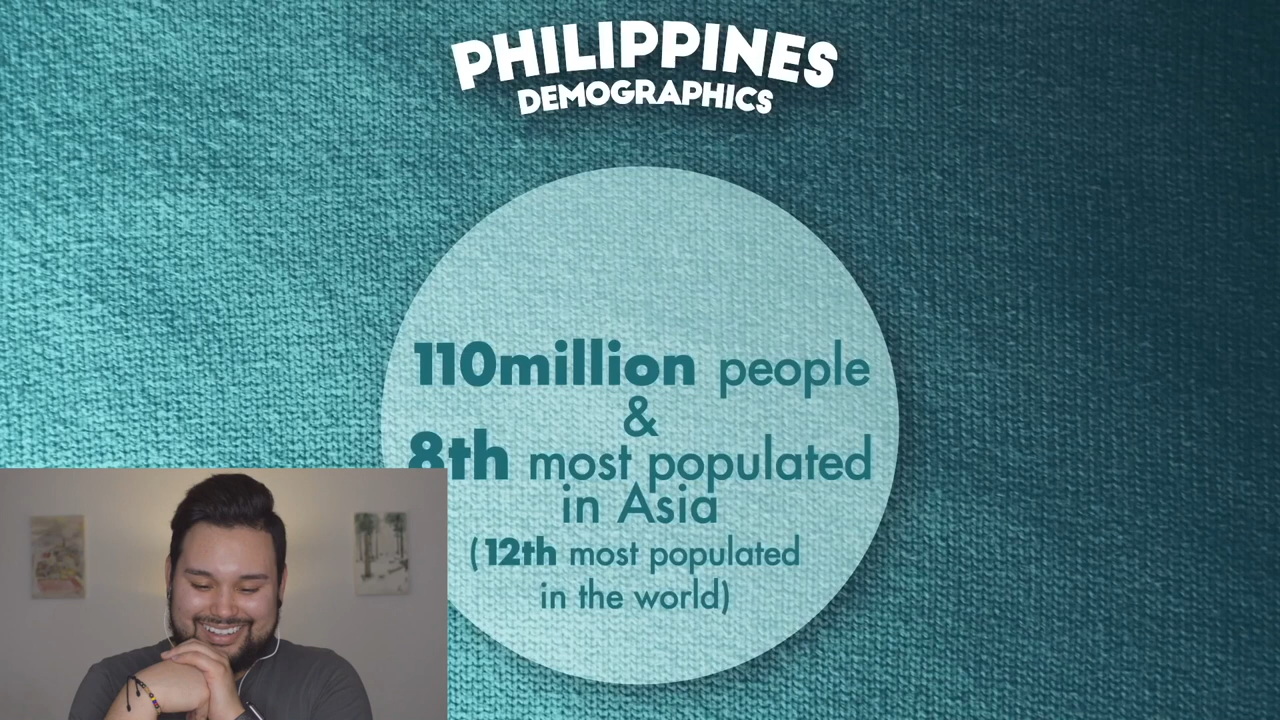 PHILIPPINES
DEMOGRAPHICS
110million people
&
8th most populated
in Asia
(12th most populated
in the world)